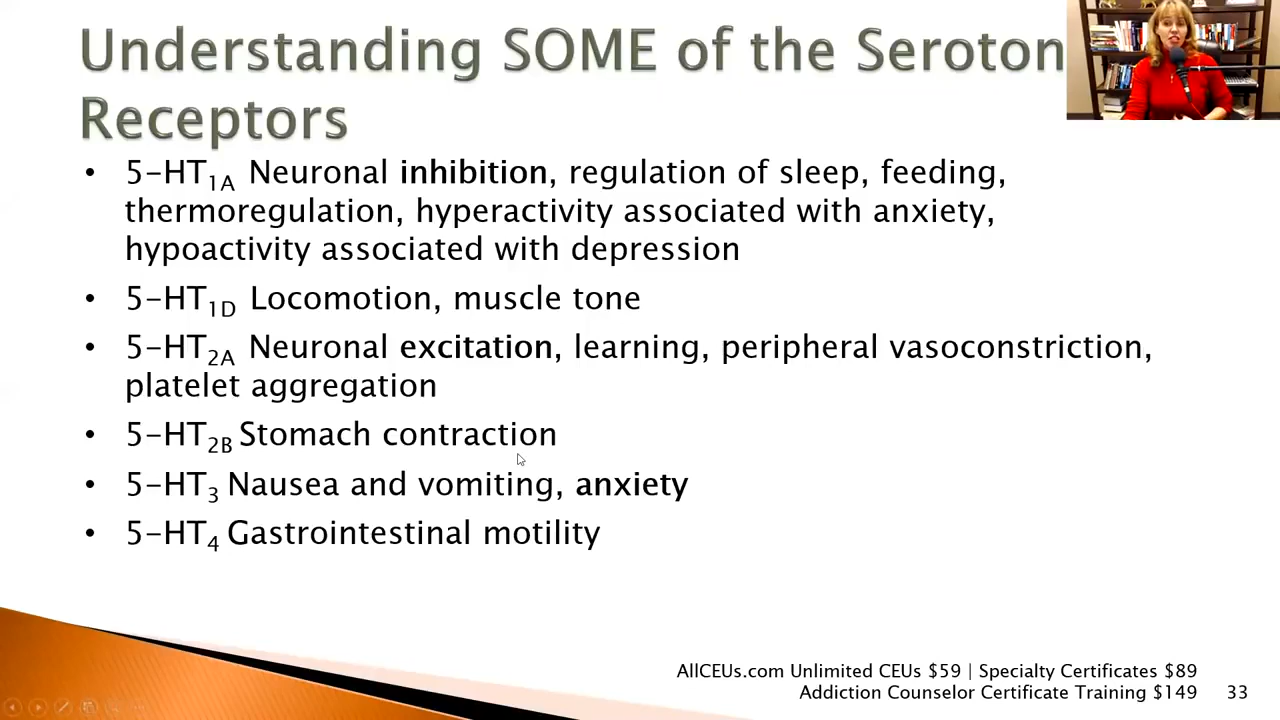 Understanding SOME of the Seroton
Receptors
• 5-HT1A Neuronal inhibition, regulation of sleep, feeding,
thermoregulation, hyperactivity associated with anxiety,
hypoactivity associated with depression
• 5-HT1D Locomotion, muscle tone
• 5-HT2A Neuronal excitation, learning, peripheral vasoconstriction,
platelet aggregation
• 5-HT2B Stomach contraction
• 5-HT3 Nausea and vomiting, anxiety
• 5-HT4 Gastrointestinal motility
AllCEUs.com Unlimited CEUs $59 | Specialty Certificates $89
Addiction Counselor Certificate Training $149
33